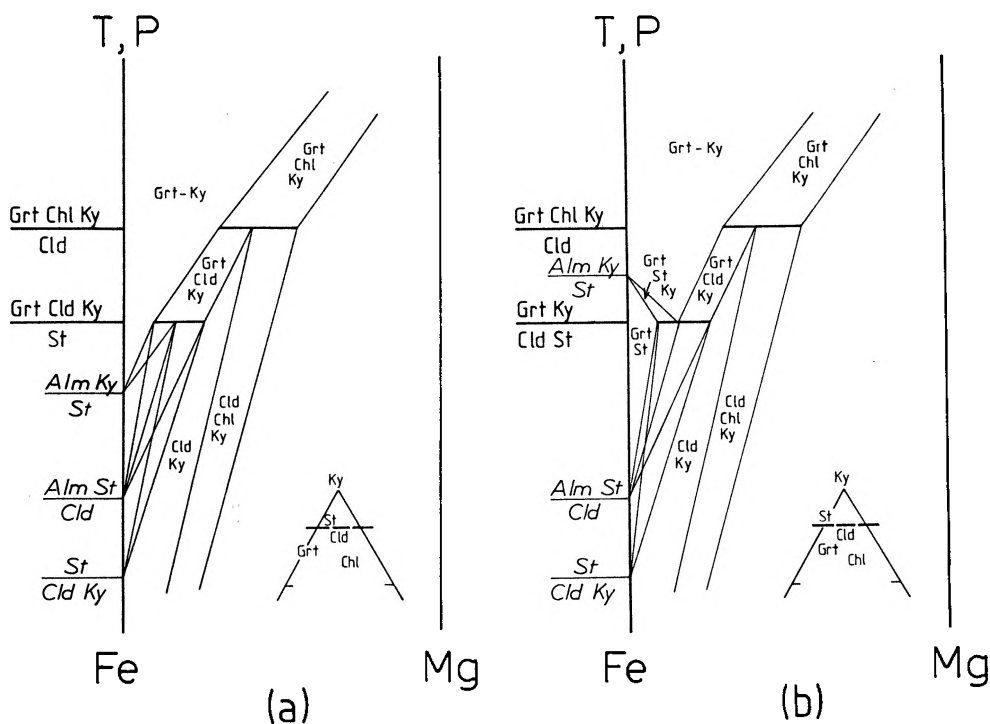 T, P
Grt
Chl
Ky
Grt-Ky
Grt Chl Ky
Cld
Grt
Cld
Ky
Grt Cld Ky
St
Alm Ky
St
Cld
Chl
Ky
Cld
Ky
Alm St
Cld
St
Cld Ky
Ky
St
Cld
Grt
Chl
Fe
Mg
(a)
T, P
Grt-Ky
Grt
Chl
Ky
Grt Chl Ky
Cld
Alm Ky
St
Grt
St
Ky
Grt
Cld
Ky
Grt Ky
Cld St
Grt
St
Cld
Chl
Ky
Cld
Ky
Alm St
Cld
St
Cld Ky
Ky
St
Cld
Grt
Chl
Fe
Mg
(b)